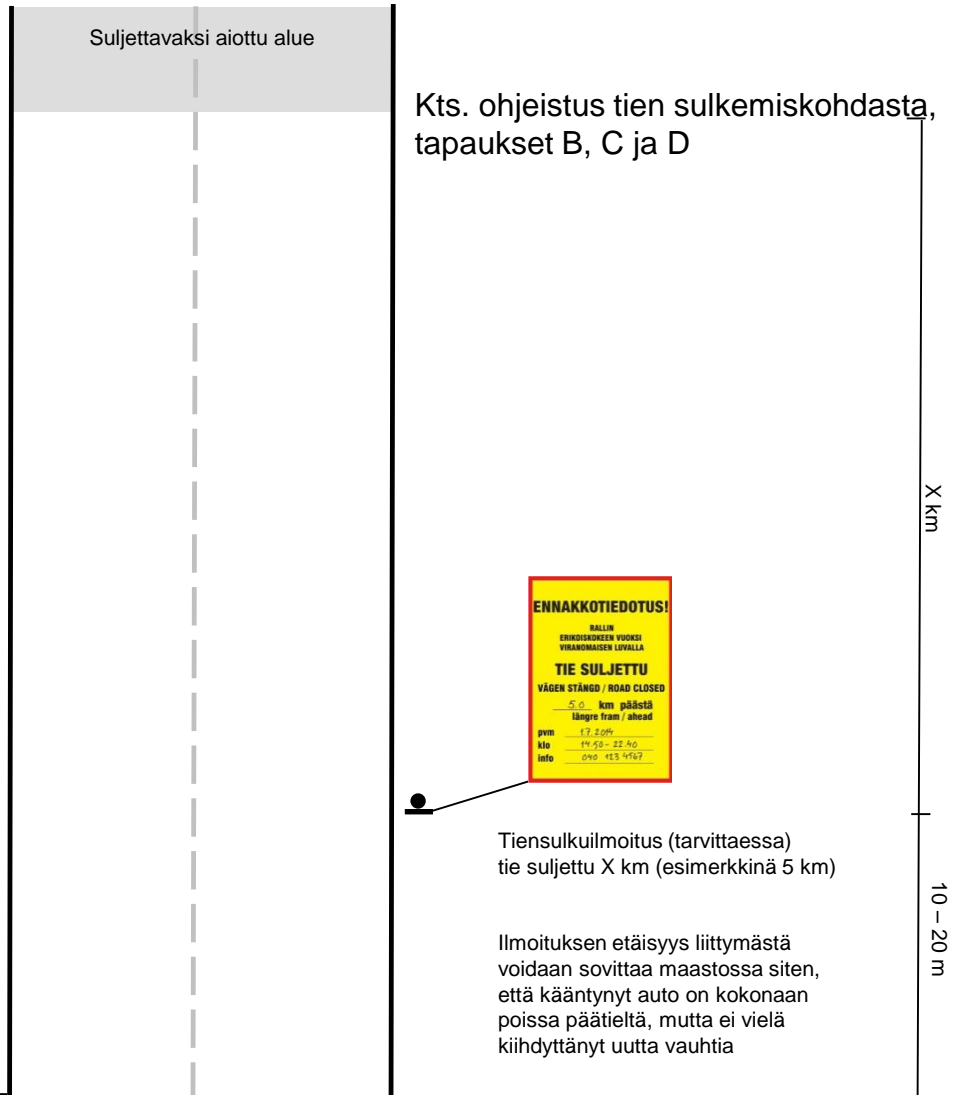 Suljettavaksi aiottu alue
Kts. ohjeistus tien sulkemiskohdasta,
tapaukset B, C ja D
X km
ENNAKKOTIEDOTUS!
RALLIN
ERIKOISKOKEEN VUOKSI
VIRANOMAISEN LUVALLA
TIE SULJETTU
VÄGEN STÄNGD / ROAD CLOSED
5.0 km päästä
längre fram / ahead
pvm 1.7.2014
klo 14.50 - 22.40
info 040 123 4567
Tiensulkuilmoitus (tarvittaessa)
tie suljettu X km (esimerkkinä 5 km)
10 – 20 m
Ilmoituksen etäisyys liittymästä
voidaan sovittaa maastossa siten,
että kääntynyt auto on kokonaan
poissa päätieltä, mutta ei vielä
kiihdyttänyt uutta vauhtia